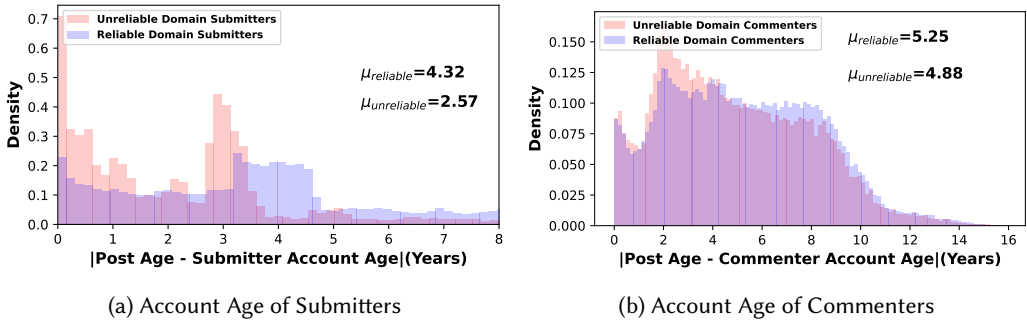 Unreliable Domain Submitters
Reliable Domain Submitters
μreliable=4.32
μunreliable=2.57
Density
0.7
0.6
0.5
0.4
0.3
0.2
0.1
0.0
0 1 2 3 4 5 6 7 8
|Post Age - Submitter Account Age|(Years)
(a) Account Age of Submitters
Unreliable Domain Commenters
Reliable Domain Commenters
μreliable=5.25
μunreliable=4.88
Density
0.150
0.125
0.100
0.075
0.050
0.025
0.000
0 2 4 6 8 10 12 14 16
|Post Age - Commenter Account Age|(Years)
(b) Account Age of Commenters